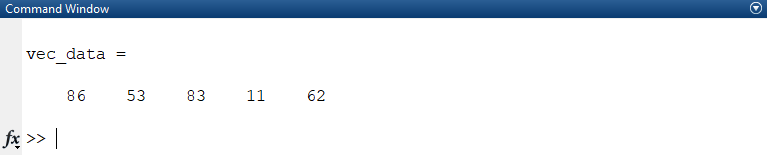 Command Window
vec_data =
86 53 83 11 62
fx >>